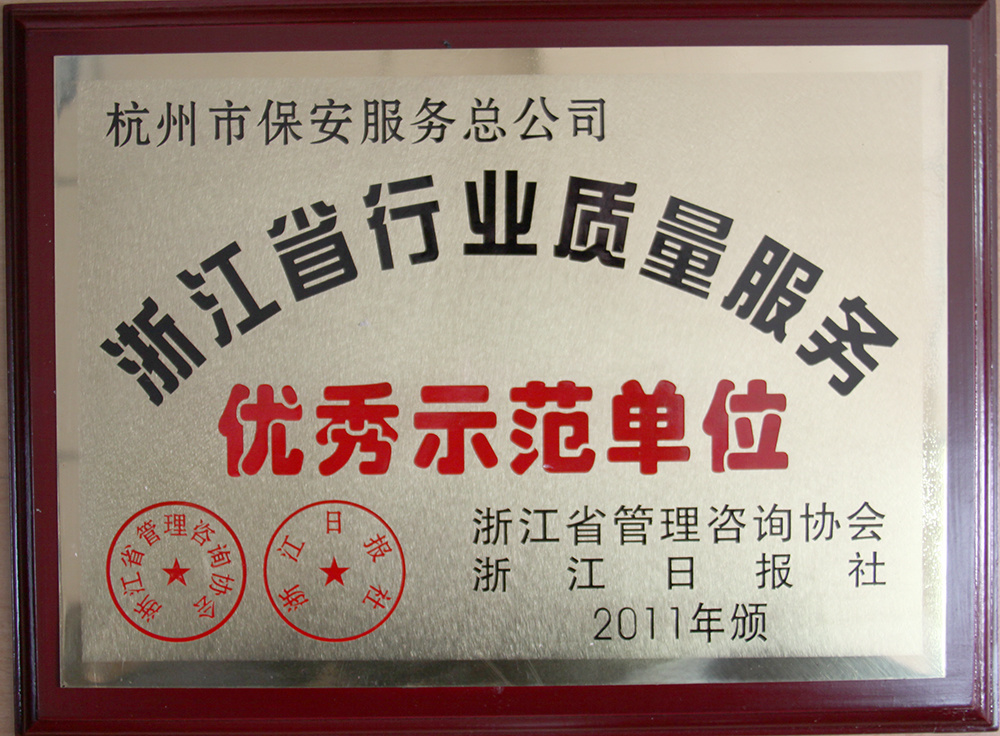 杭州市保安服务总公司
浙江省行业质量服务
优秀示范单位
浙江省管理咨询协会
浙江日报社
浙江省管理咨询协会
浙江日报社
2011年颁